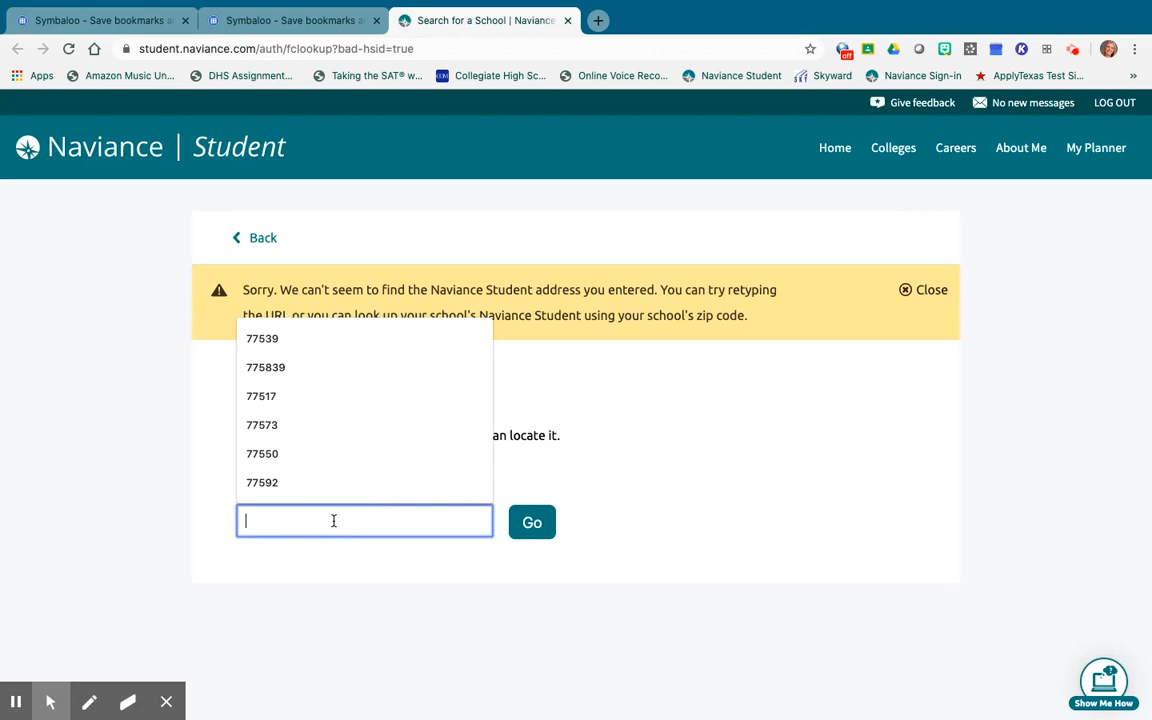 Symbaloo - Save bookmarks a
Symbaloo - Save bookmarks a
Search for a School | Naviance
student.naviance.com/auth/fclookup?bad-hsid=true
off
K
Apps
Amazon Music Un...
DHS Assignment...
Taking the SAT® w...
COM
Collegiate High Sc...
Online Voice Reco...
Naviance Student
Skyward
Naviance Sign-in
ApplyTexas Test Si...
»
Give feedback
No new messages
LOG OUT
Naviance | Student
Home
Colleges
Careers
About Me
My Planner
Back
Sorry. We can't seem to find the Naviance Student address you entered. You can try retyping
the URL or you can look up your school's Naviance Student using your school's zip code.
Close
77539
775839
77517
77573
77550
77592
an locate it.
Go
Show Me How